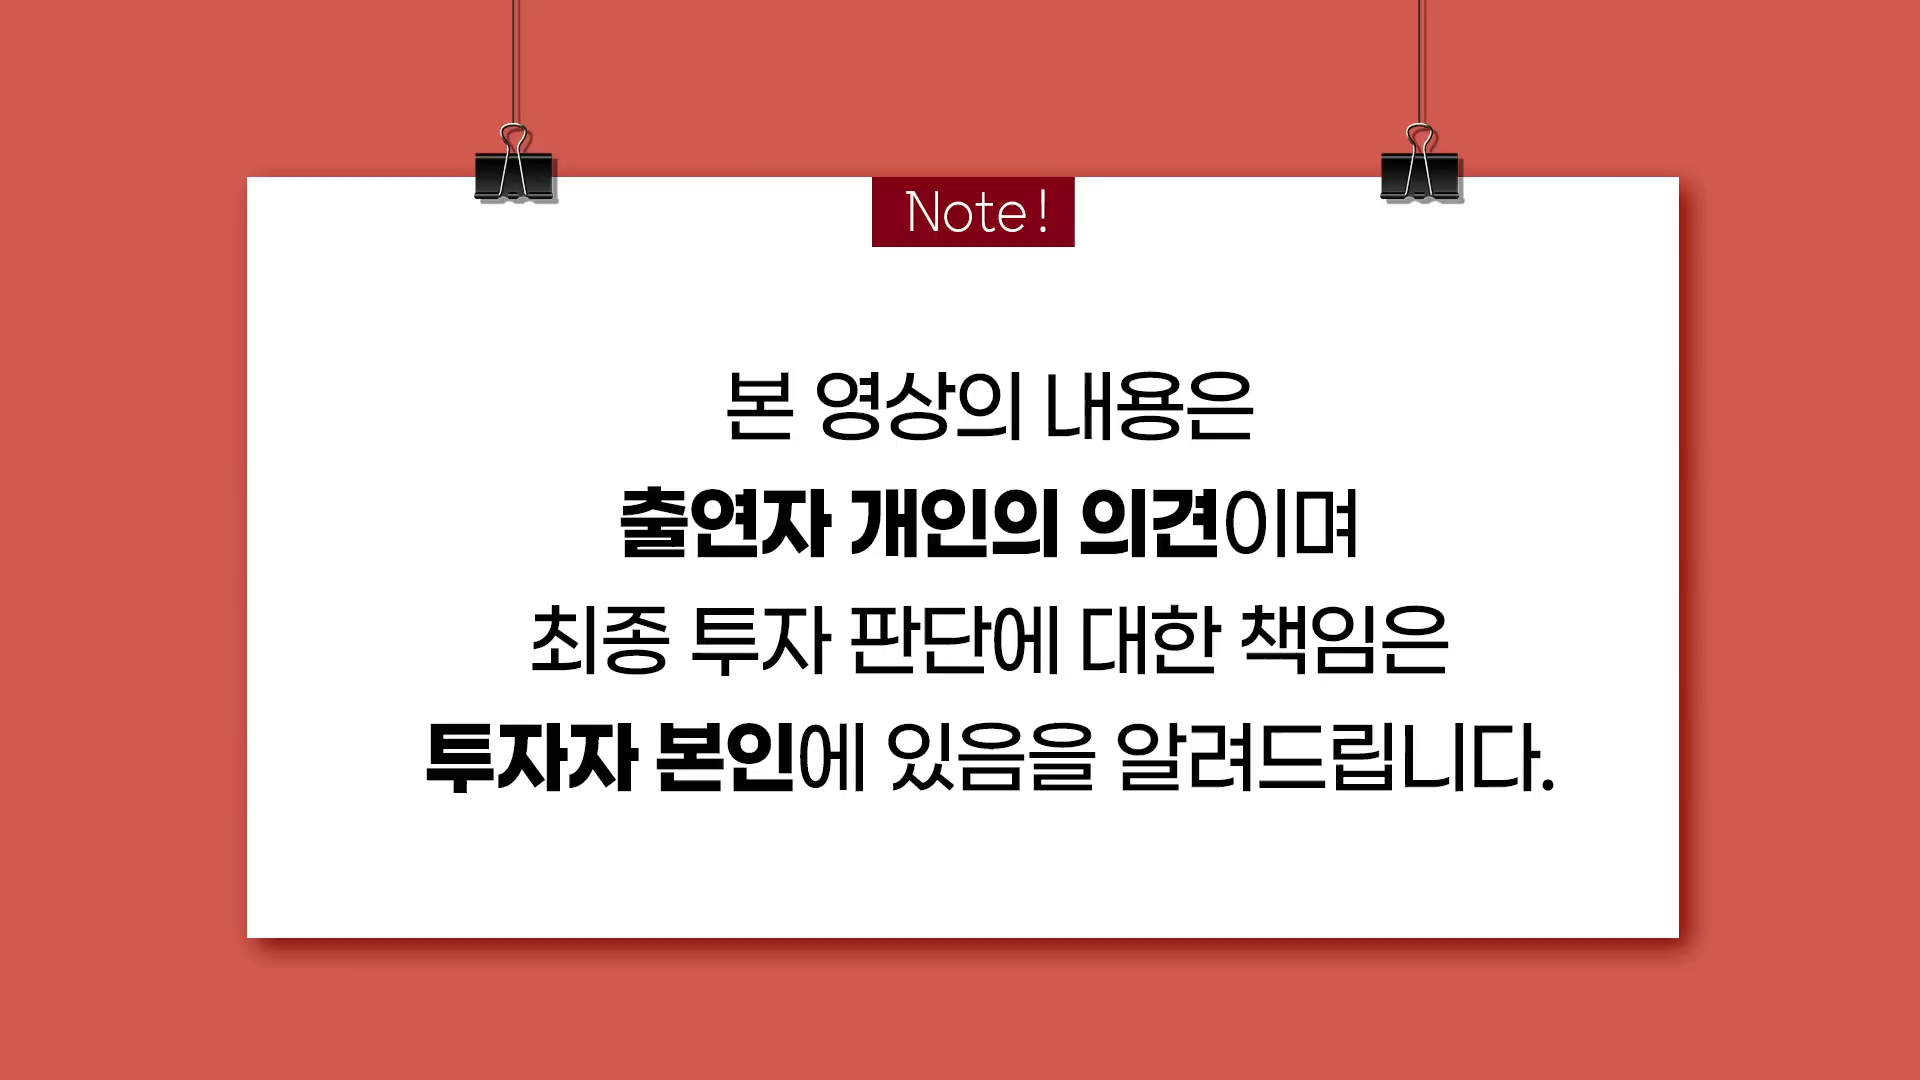 Note!
본 영상의 내용은
출연자 개인의 의견이며
최종 투자 판단에 대한 책임은
투자자 본인에 있음을 알려드립니다.